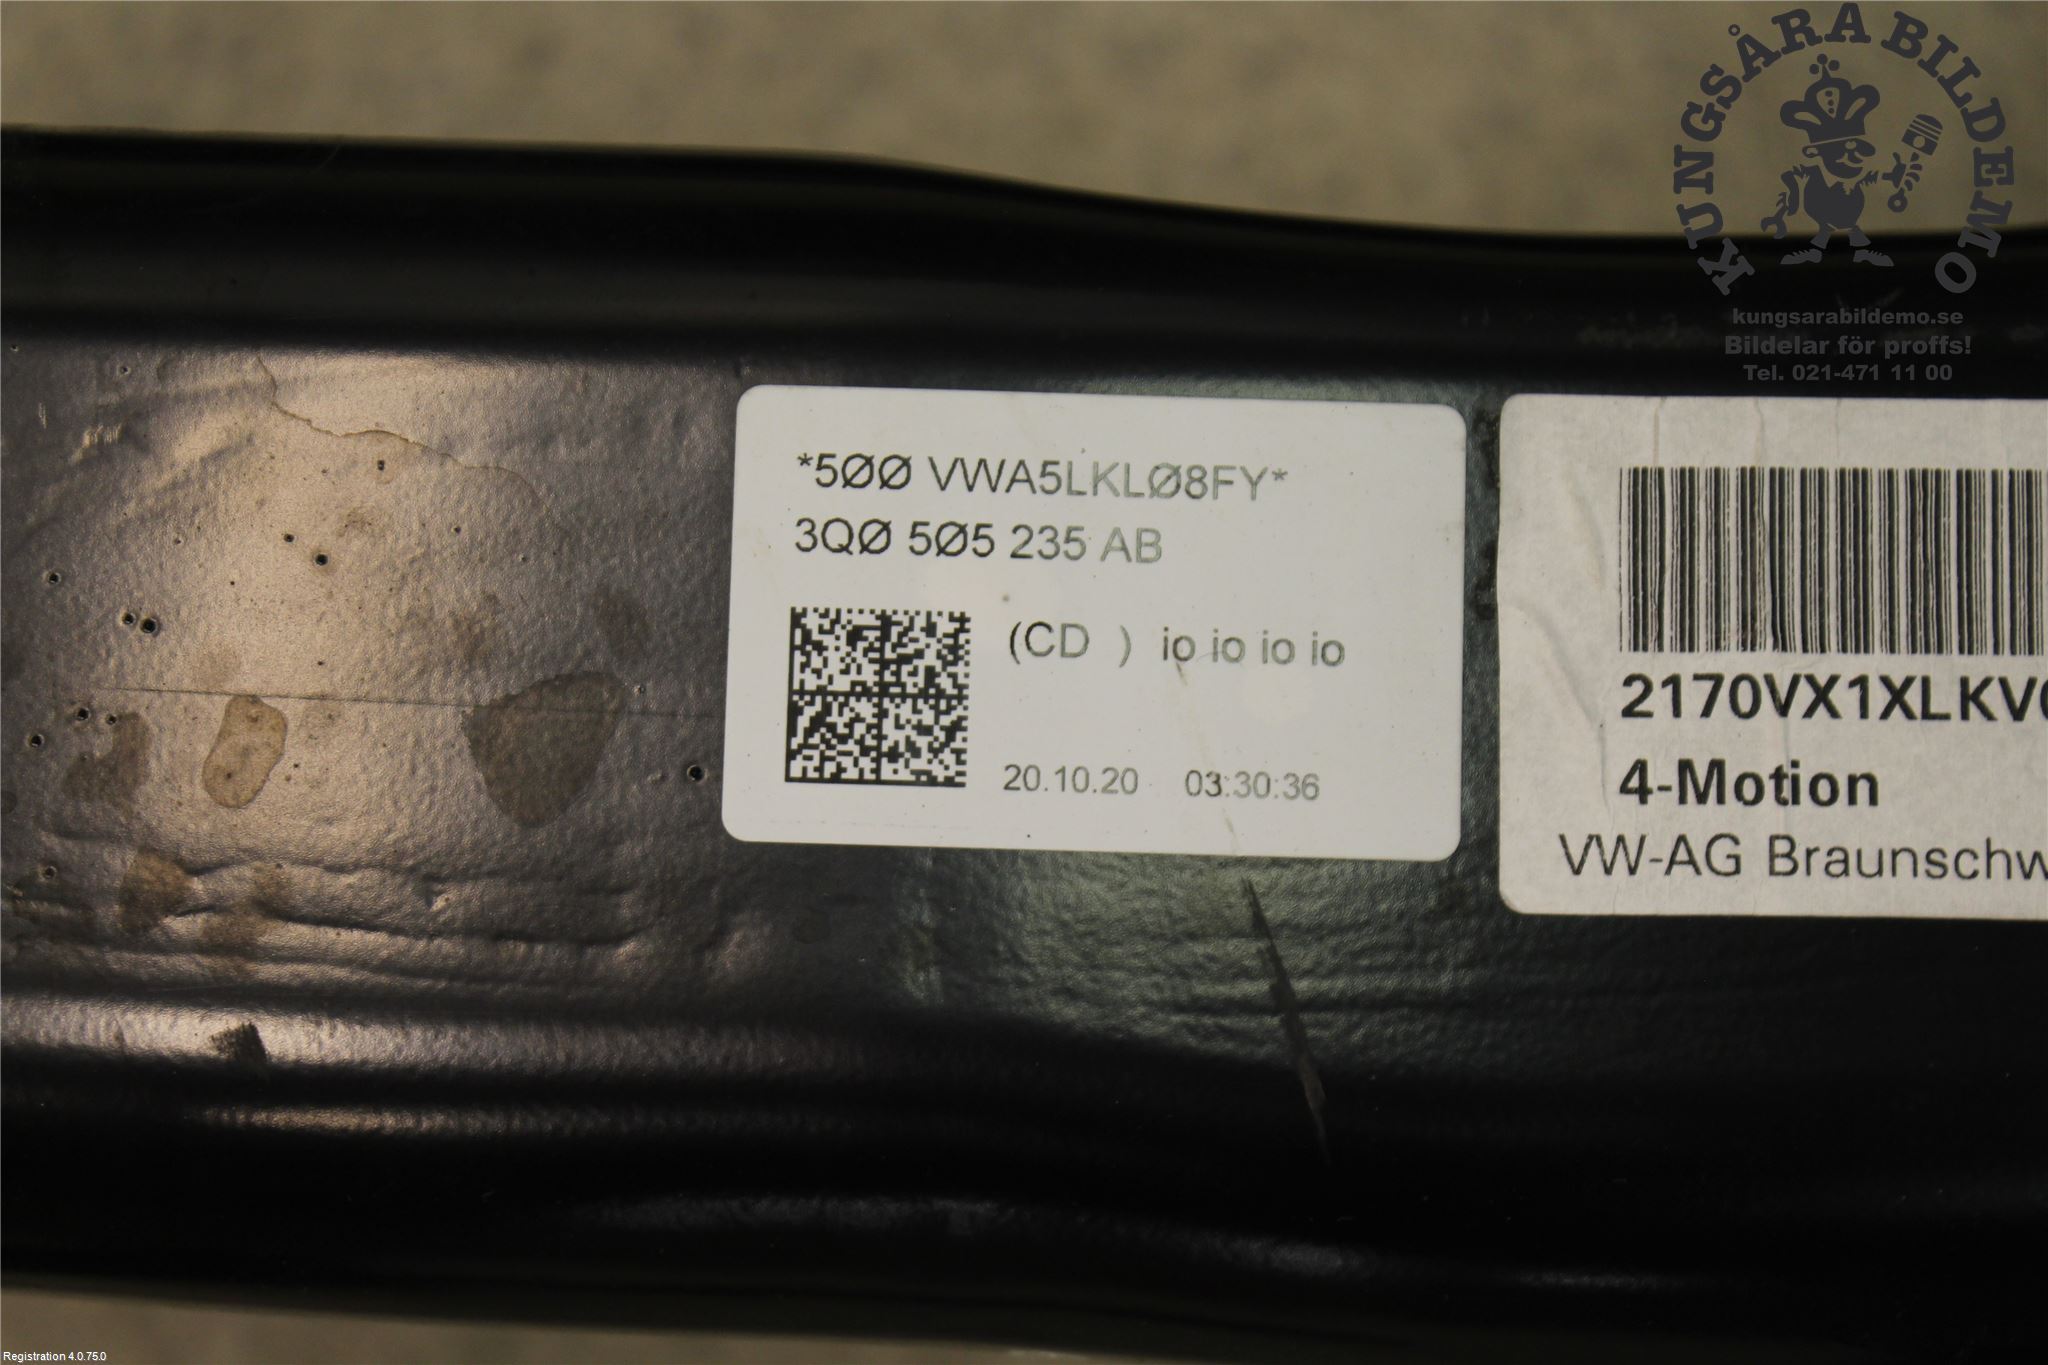 KUNGSÅRA BILDEMO
kungsarabildemo.se
Bildelar för proffs!
Tel. 021-471 11 00
*5ØØ VWA5LKLØ8FY*
3QØ 5Ø5 235 AB
(CD ) io io io io
20.10.20 03:30:36
2170VX1XLKV
4-Motion
VW-AG Braunschw
Registration 4.0.75.0